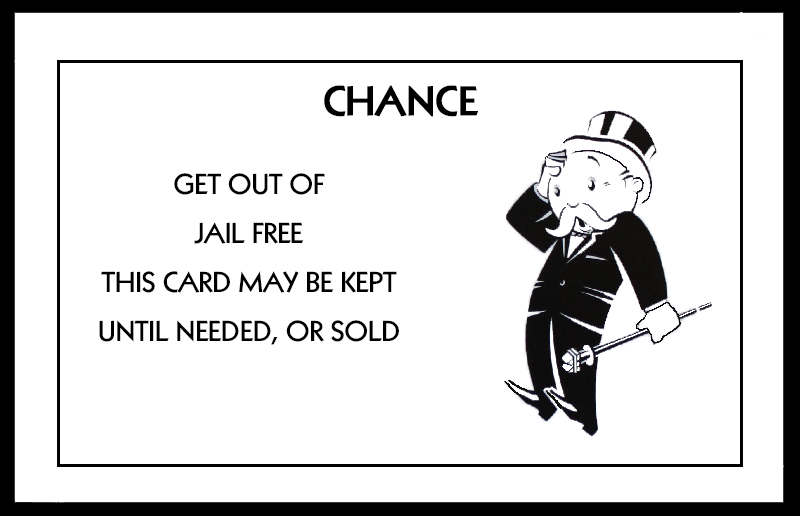 CHANCE
GET OUT OF
JAIL FREE
THIS CARD MAY BE KEPT
UNTIL NEEDED, OR SOLD